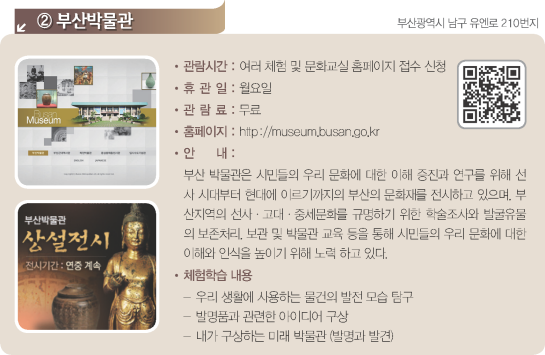 ② 부산박물관
부산광역시 남구 유엔로 210번지
• 관람시간 : 여러 체험 및 문화교실 홈페이지 접수 신청
• 휴 관 일 : 월요일
• 관 람 료 : 무료
• 홈페이지 : http://museum.busan.go.kr
• 안 내 :
부산 박물관은 시민들의 우리 문화에 대한 이해 증진과 연구를 위해 선
사 시대부터 현대에 이르기까지의 부산의 문화재를 전시하고 있으며, 부
산지역의 선사·고대·중세문화를 규명하기 위한 학술조사와 발굴유물
의 보존처리, 보관 및 박물관 교육 등을 통해 시민들의 우리 문화에 대한
이해와 인식을 높이기 위해 노력 하고 있다.
• 체험학습 내용
– 우리 생활에 사용하는 물건의 발전 모습 탐구
– 발명품과 관련한 아이디어 구상
– 내가 구상하는 미래 박물관 (발명과 발견)
Busan
Museum
부산박물관
상설전시
전시기간 : 연중 계속